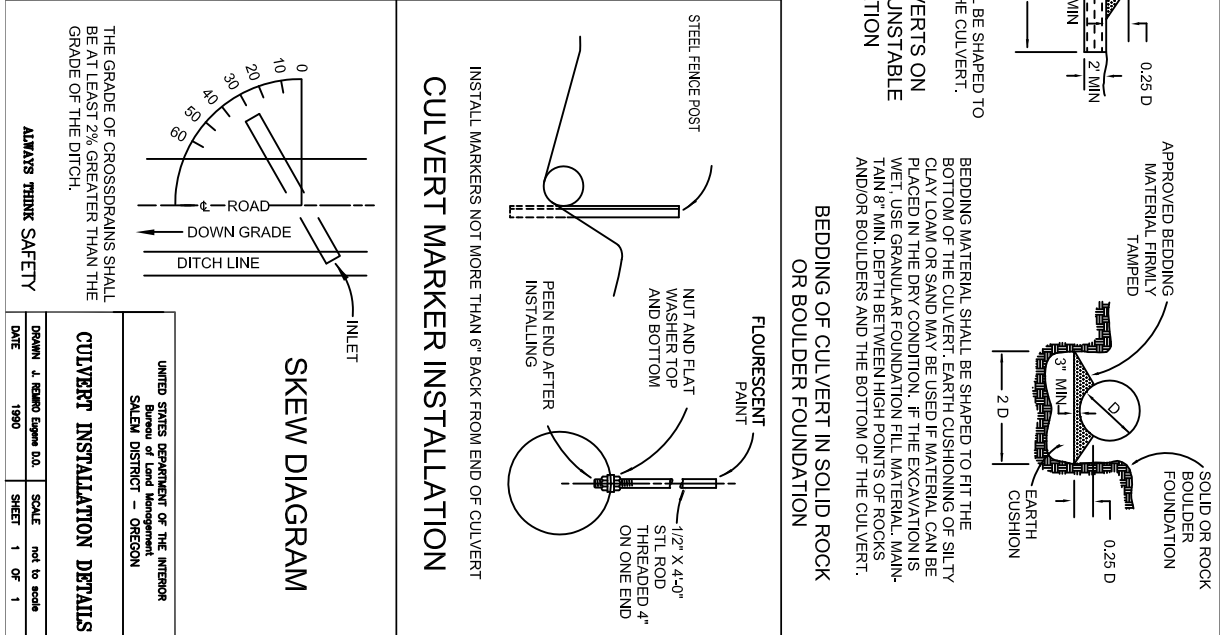 SOLID OR ROCK
BOULDER
FOUNDATION
0.25 D
EARTH
CUSHION
D
3" MIN
2 D
APPROVED BEDDING
MATERIAL FIRMLY
TAMPED
0.25 D
2' MIN
MIN
L BE SHAPED TO
HE CULVERT.
VERTS ON
UNSTABLE
TION
BEDDING MATERIAL SHALL BE SHAPED TO FIT THE
BOTTOM OF THE CULVERT. EARTH CUSHIONING OF SILTY
CLAY LOAM OR SAND MAY BE USED IF MATERIAL CAN BE
PLACED IN THE DRY CONDITION. IF THE EXCAVATION IS
WET, USE GRANULAR FOUNDATION FILL MATERIAL. MAIN-
TAIN 8" MIN. DEPTH BETWEEN HIGH POINTS OF ROCKS
AND/OR BOULDERS AND THE BOTTOM OF THE CULVERT.
BEDDING OF CULVERT IN SOLID ROCK
OR BOULDER FOUNDATION
STEEL FENCE POST
FLOURESCENT
PAINT
1/2" X 4'-0"
STL ROD
THREADED 4"
ON ONE END
NUT AND FLAT
WASHER TOP
AND BOTTOM
PEEN END AFTER
INSTALLING
INSTALL MARKERS NOT MORE THAN 6" BACK FROM END OF CULVERT
CULVERT MARKER INSTALLATION
0
10
20
30
40
50
60
℄ ROAD
DOWN GRADE
DITCH LINE
INLET
SKEW DIAGRAM
THE GRADE OF CROSSDRAINS SHALL
BE AT LEAST 2% GREATER THAN THE
GRADE OF THE DITCH.
ALWAYS THINK SAFETY
UNITED STATES DEPARTMENT OF THE INTERIOR
Bureau of Land Management
SALEM DISTRICT - OREGON
CULVERT INSTALLATION DETAILS
DRAWN J. REMRO Eugene D.O.
SCALE not to scale
DATE 1990
SHEET 1 OF 1